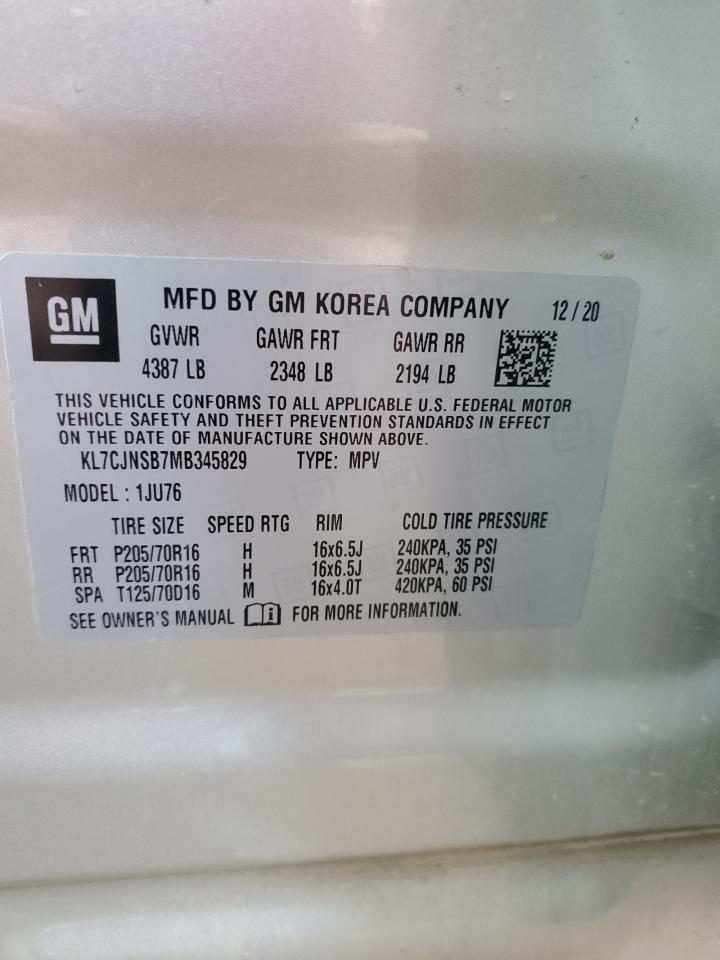 GM
MFD BY GM KOREA COMPANY 12 / 20
GVWR GAWR FRT GAWR RR
4387 LB 2348 LB 2194 LB
THIS VEHICLE CONFORMS TO ALL APPLICABLE U.S. FEDERAL MOTOR
VEHICLE SAFETY AND THEFT PREVENTION STANDARDS IN EFFECT
ON THE DATE OF MANUFACTURE SHOWN ABOVE.
KL7CJNSB7MB345829 TYPE: MPV
MODEL : 1JU76
TIRE SIZE SPEED RTG RIM COLD TIRE PRESSURE
FRT P205/70R16 H 16x6.5J 240KPA, 35 PSI
RR P205/70R16 H 16x6.5J 240KPA, 35 PSI
SPA T125/70D16 M 16x4.0T 420KPA, 60 PSI
SEE OWNER'S MANUAL i FOR MORE INFORMATION.